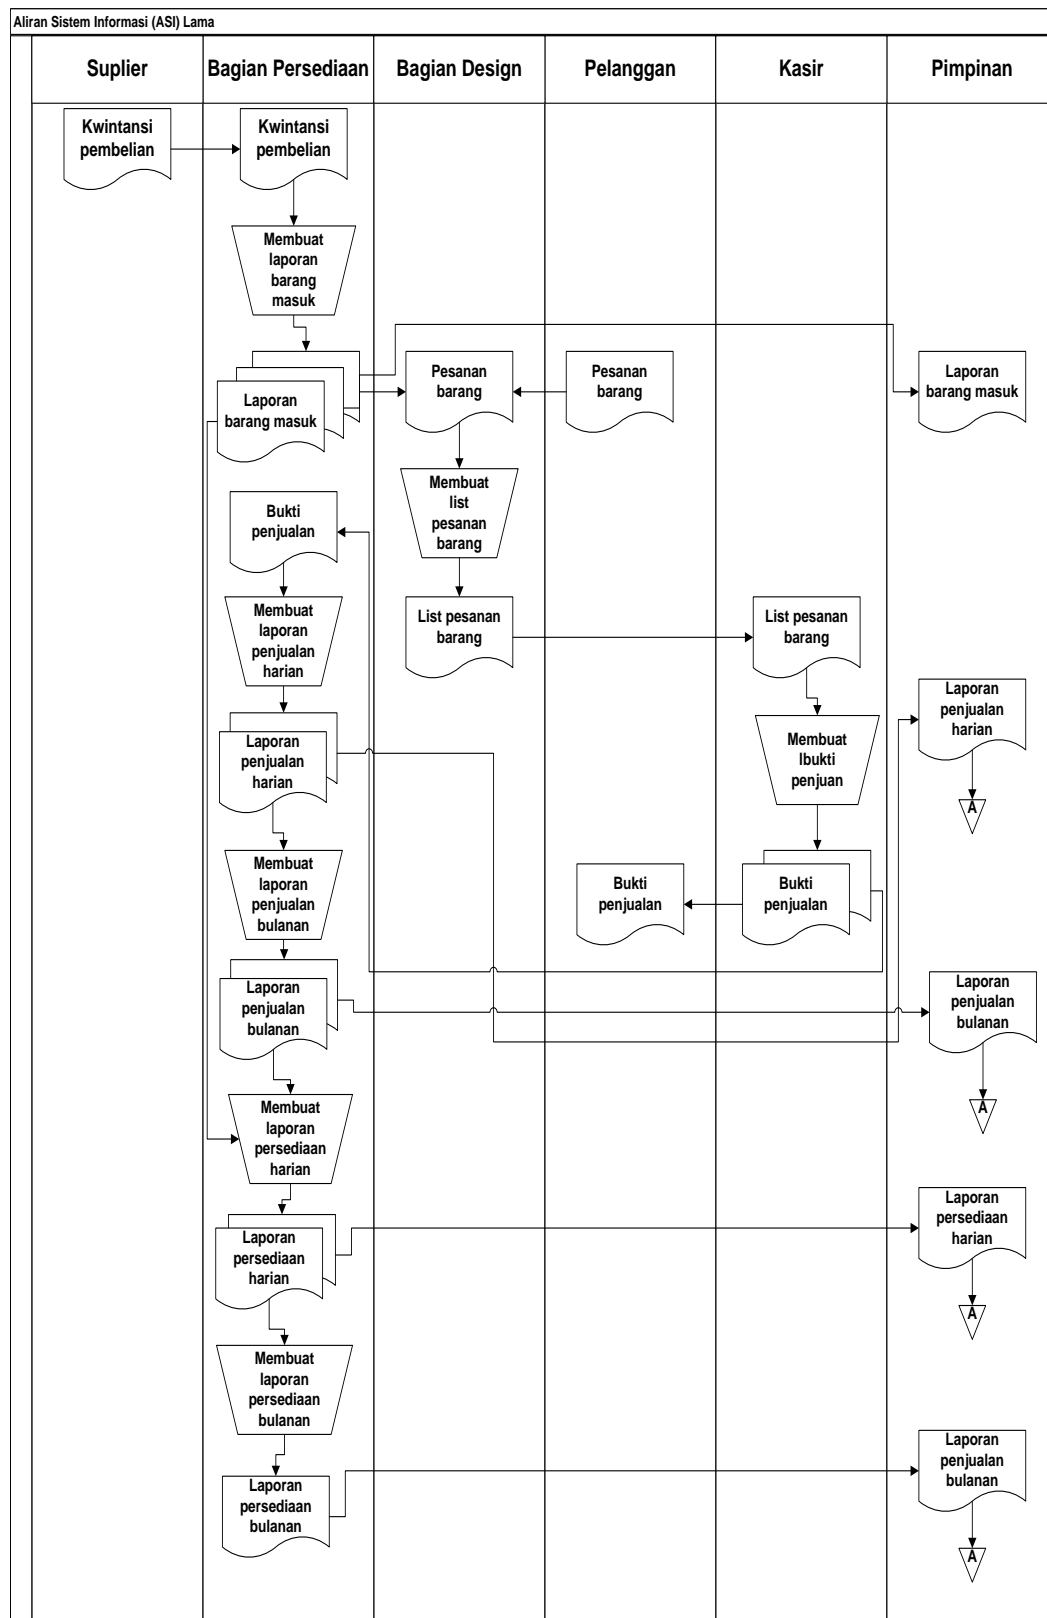 Aliran Sistem Informasi (ASI) Lama
Suplier
Bagian Persediaan
Bagian Design
Pelanggan
Kasir
Pimpinan
Kwintansi
pembelian
Kwintansi
pembelian
Membuat
laporan
barang
masuk
Laporan
barang masuk
Pesanan
barang
Pesanan
barang
Laporan
barang masuk
Membuat
list
pesanan
barang
Bukti
penjualan
Membuat
laporan
penjualan
harian
List pesanan
barang
List pesanan
barang
Laporan
penjualan
harian
A
Laporan
penjualan
harian
Membuat
Ibukti
penjuan
Membuat
laporan
penjualan
bulanan
Bukti
penjualan
Bukti
penjualan
Laporan
penjualan
bulanan
Laporan
penjualan
bulanan
A
Membuat
laporan
persediaan
harian
Laporan
persediaan
harian
Laporan
persediaan
harian
A
Membuat
laporan
persediaan
bulanan
Laporan
persediaan
bulanan
Laporan
penjualan
bulanan
A